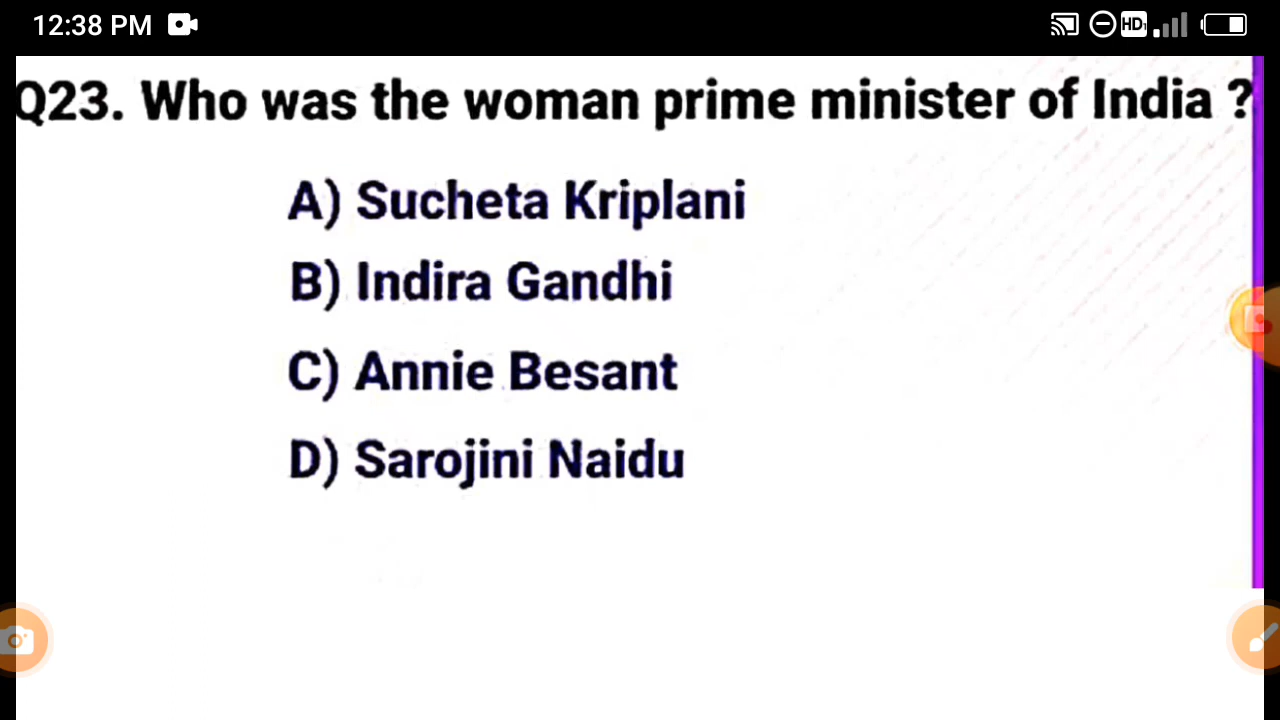 12:38 PM
HD1
Q23. Who was the woman prime minister of India ?
A) Sucheta Kriplani
B) Indira Gandhi
C) Annie Besant
D) Sarojini Naidu